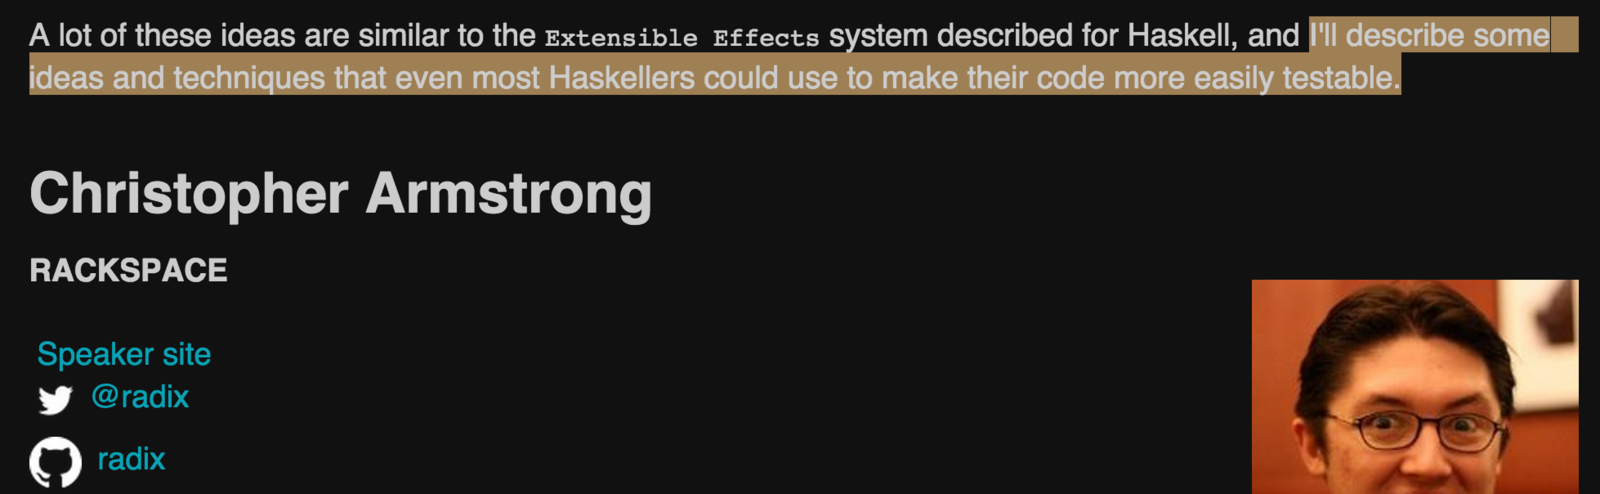 A lot of these ideas are similar to the Extensible Effects system described for Haskell, and I'll describe some
ideas and techniques that even most Haskellers could use to make their code more easily testable.
Christopher Armstrong
RACKSPACE
Speaker site
@radix
radix